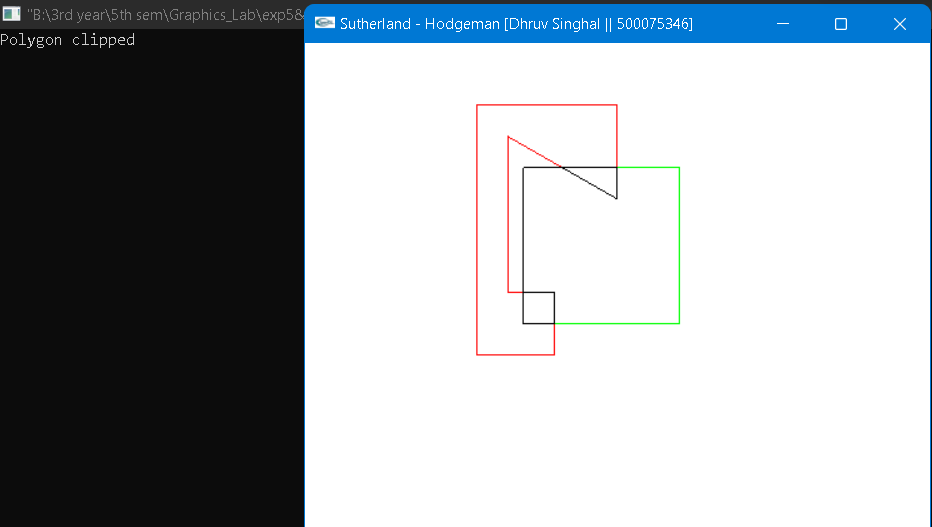 "B:\3rd year\5th sem\Graphics_Lab\exp5&
Sutherland - Hodgeman [Dhruv Singhal || 500075346]
Polygon clipped